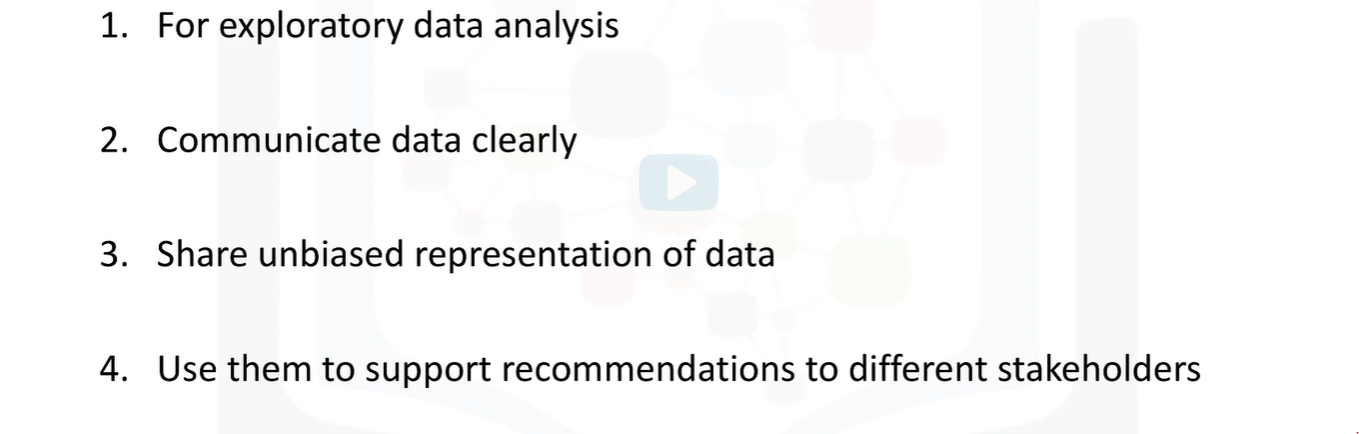 1. For exploratory data analysis
2. Communicate data clearly
3. Share unbiased representation of data
4. Use them to support recommendations to different stakeholders